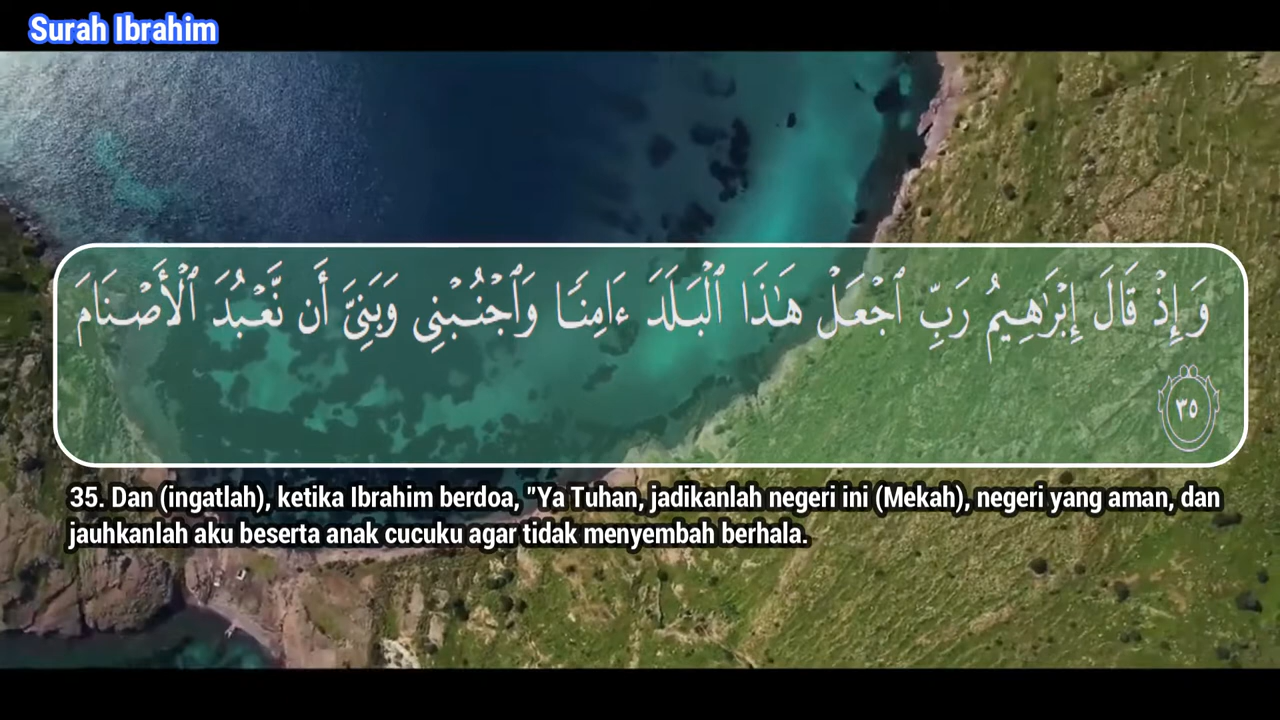 Surah Ibrahim
وَإِذْ قَالَ إِبْرَٰهِيمُ رَبِّ ٱجْعَلْ هَـٰذَا ٱلْبَلَدَ ءَامِنًا وَٱجْنُبْنِى وَبَنِىَّ أَن نَّعْبُدَ ٱلْأَصْنَامَ
٣٥
35. Dan (ingatlah), ketika Ibrahim berdoa, "Ya Tuhan, jadikanlah negeri ini (Mekah), negeri yang aman, dan
jauhkanlah aku beserta anak cucuku agar tidak menyembah berhala.